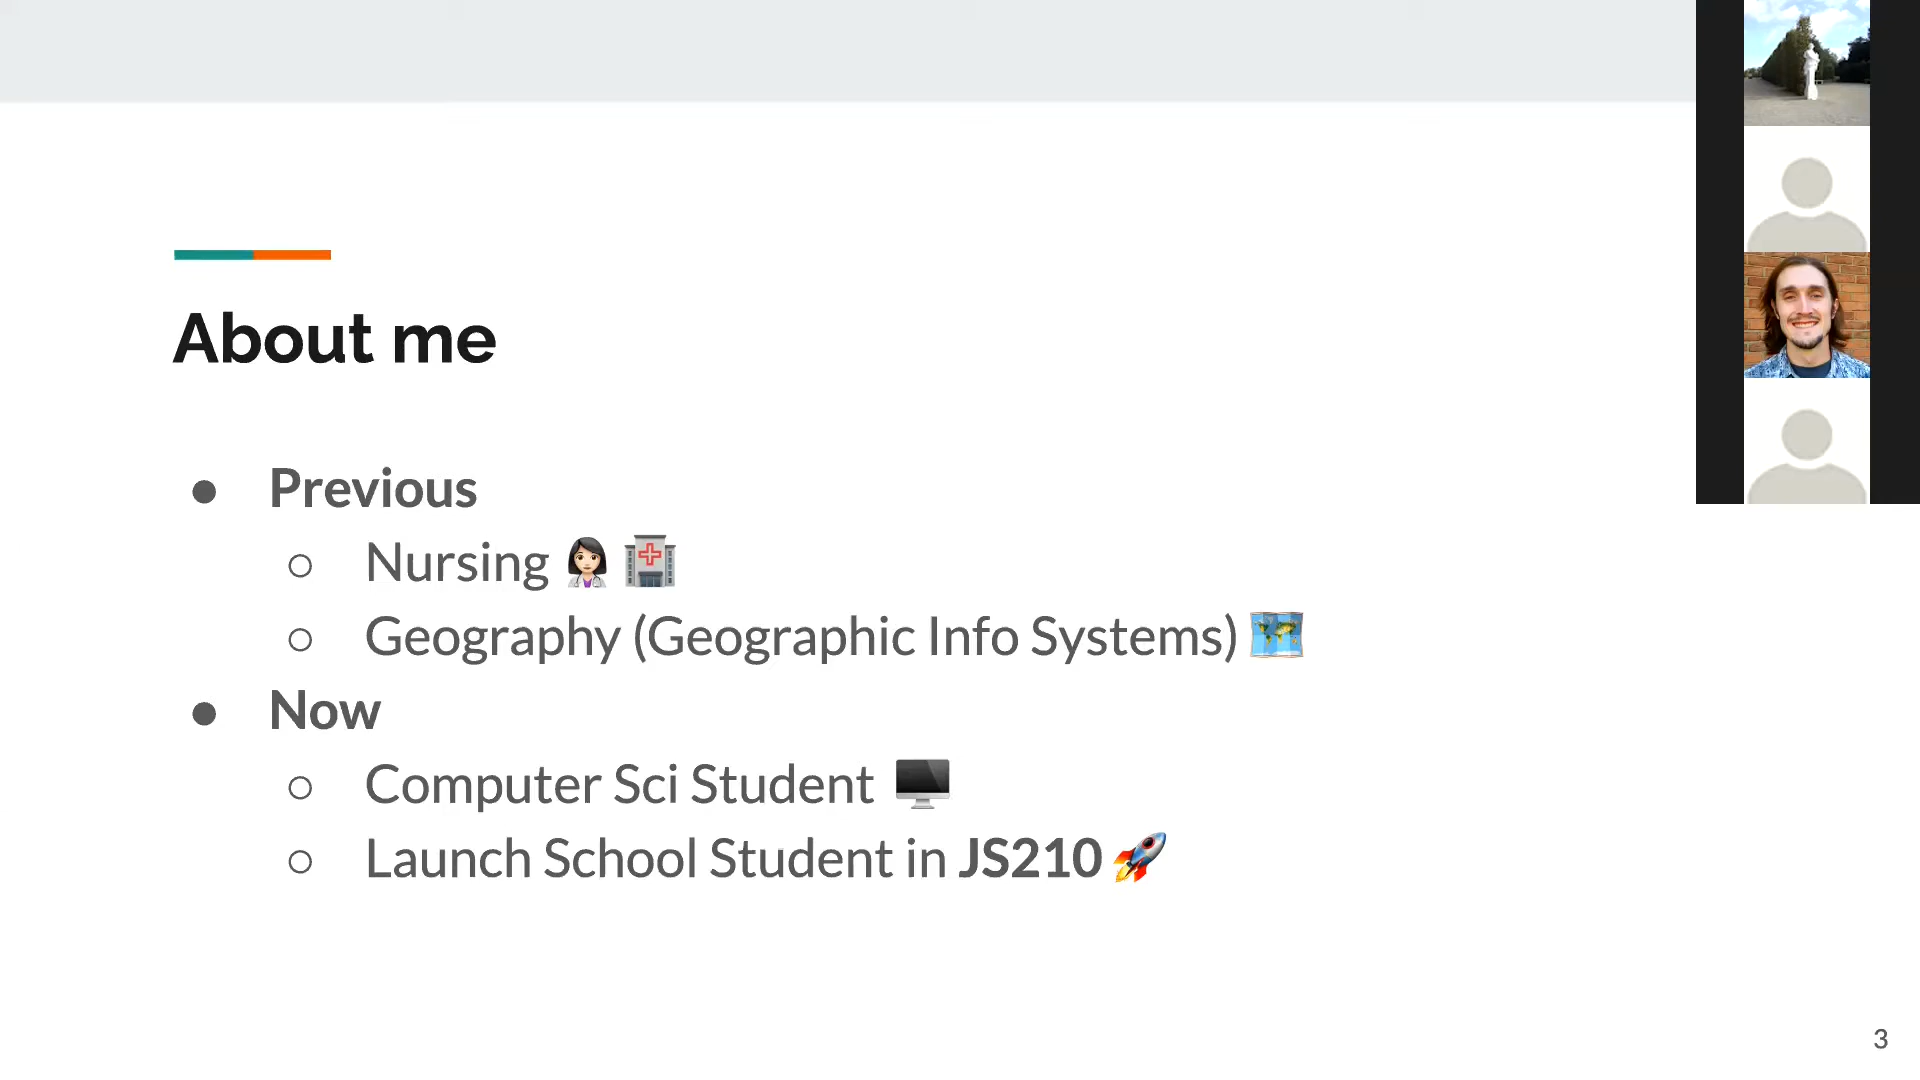 About me
● Previous
○ Nursing 👩🏻‍⚕️ 🏥
○ Geography (Geographic Info Systems) 🗺️
● Now
○ Computer Sci Student 🖥️
○ Launch School Student in JS210 🚀
3